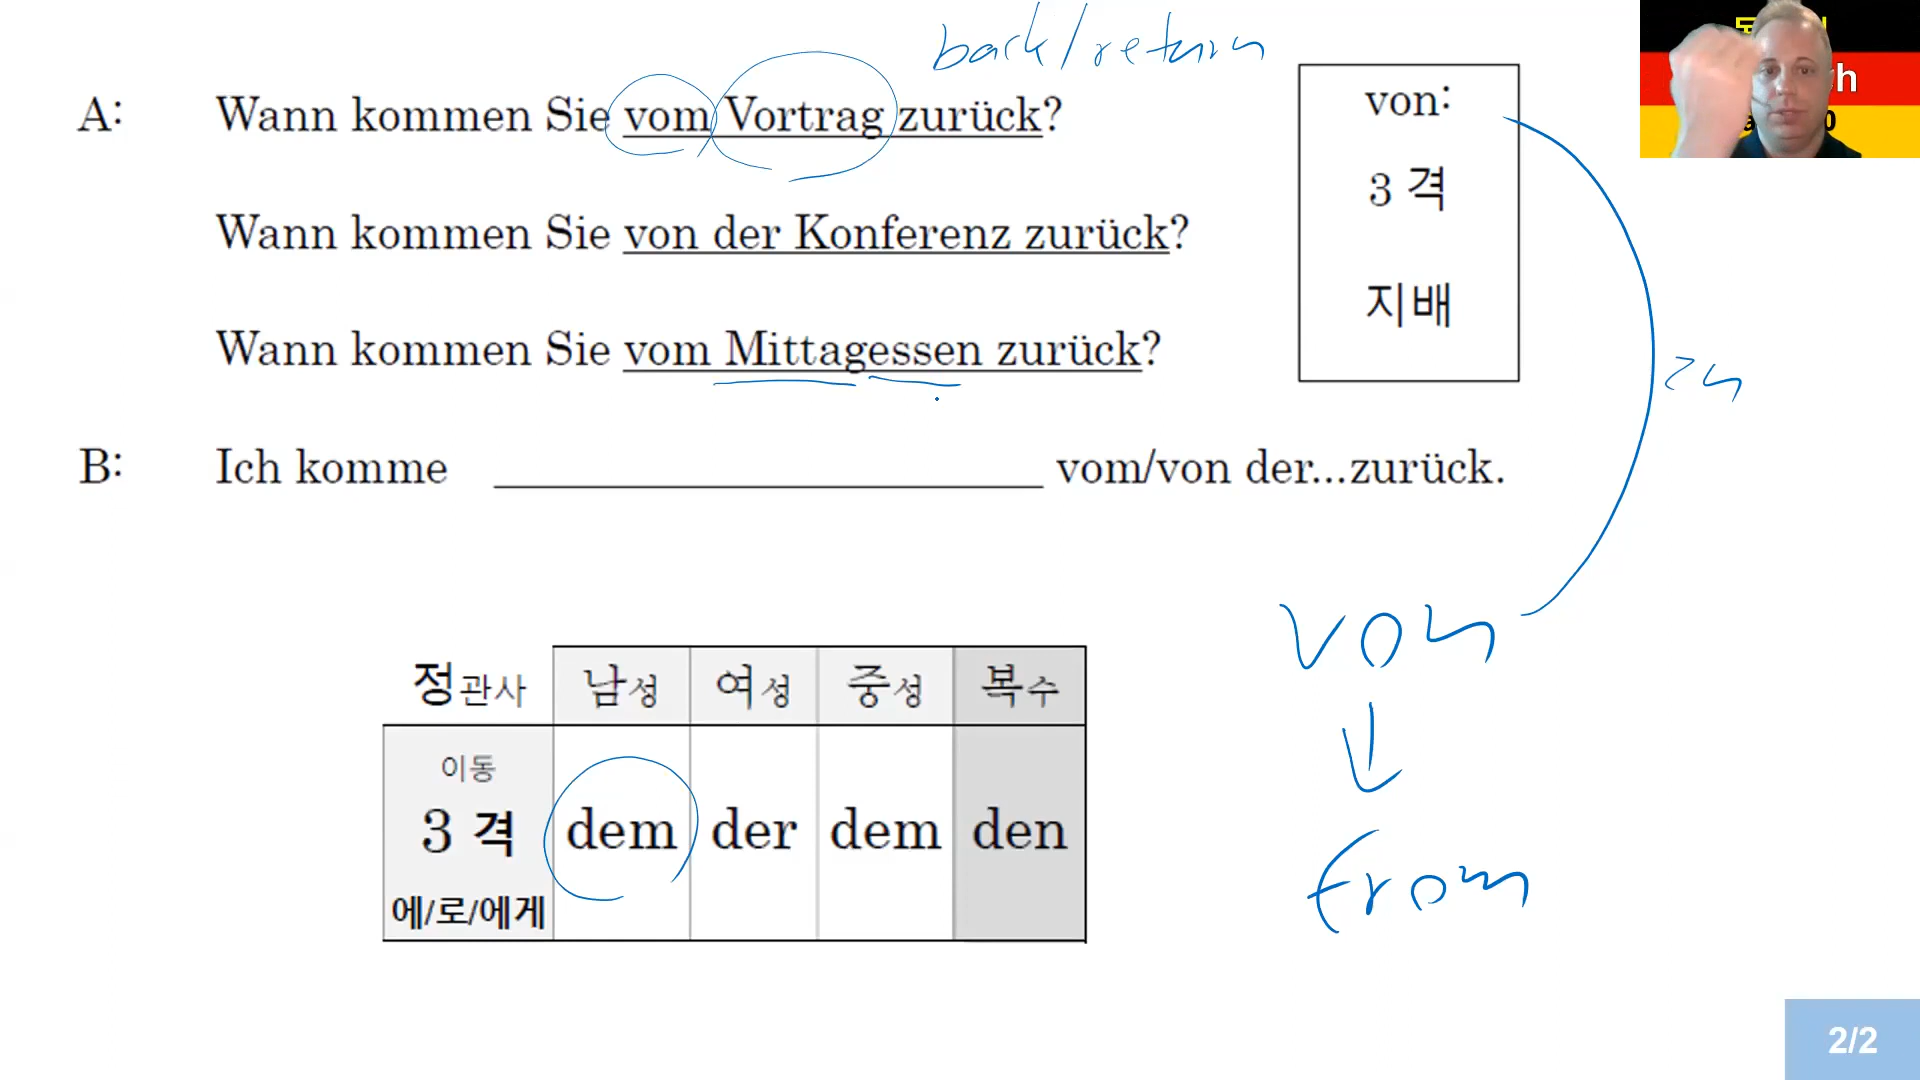 back/return
A: Wann kommen Sie vom Vortrag zurück?
Wann kommen Sie von der Konferenz zurück?
Wann kommen Sie vom Mittagessen zurück?
B: Ich komme ______ vom/von der...zurück.
von:
3 격
지배
zu
von
↓
from
정관사 남성 여성 중성 복수
이동
3 격 dem der dem den
에/로/에게
2/2